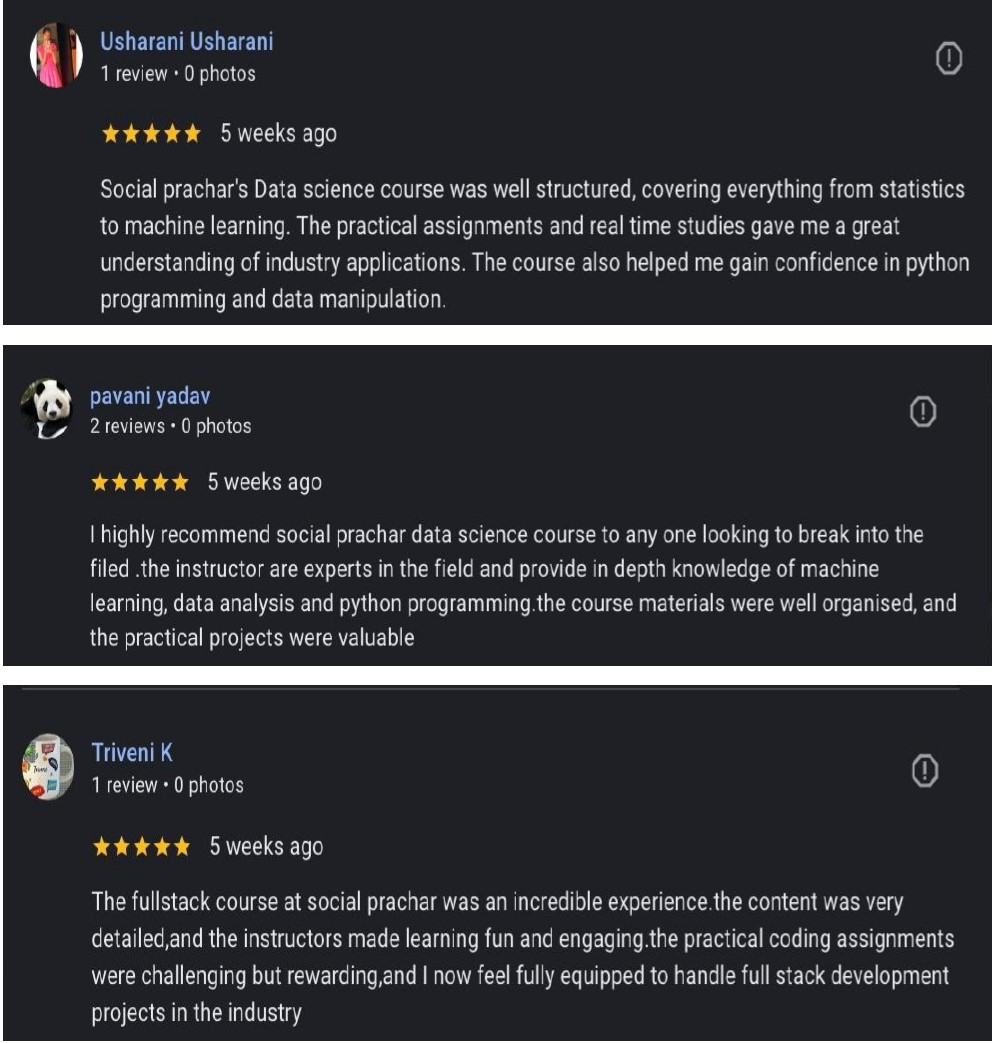 Usharani Usharani
1 review • 0 photos
★★★★★ 5 weeks ago
Social prachar's Data science course was well structured, covering everything from statistics
to machine learning. The practical assignments and real time studies gave me a great
understanding of industry applications. The course also helped me gain confidence in python
programming and data manipulation.
pavani yadav
2 reviews • 0 photos
★★★★★ 5 weeks ago
I highly recommend social prachar data science course to any one looking to break into the
filed .the instructor are experts in the field and provide in depth knowledge of machine
learning, data analysis and python programming.the course materials were well organised, and
the practical projects were valuable
Triveni K
1 review • 0 photos
★★★★★ 5 weeks ago
The fullstack course at social prachar was an incredible experience.the content was very
detailed,and the instructors made learning fun and engaging.the practical coding assignments
were challenging but rewarding,and I now feel fully equipped to handle full stack development
projects in the industry